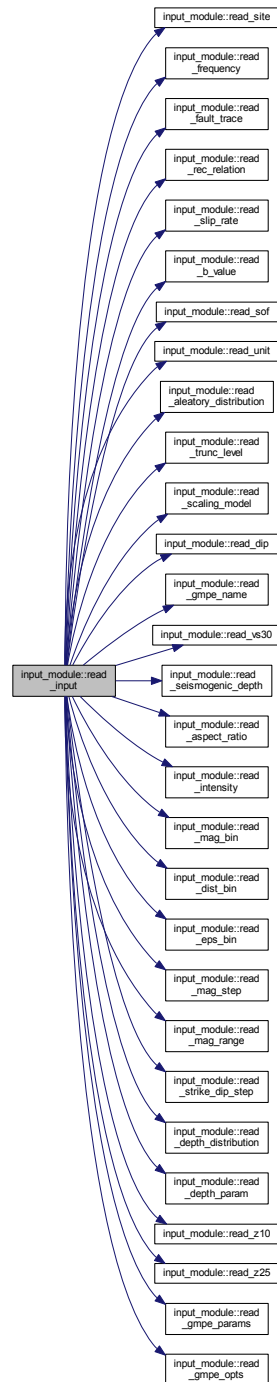 input_module::read_site
input_module::read
_frequency
input_module::read
_fault_trace
input_module::read
_rec_relation
input_module::read
_slip_rate
input_module::read
_b_value
input_module::read_sof
input_module::read_unit
input_module::read
_aleatory_distribution
input_module::read
_trunc_level
input_module::read
_scaling_model
input_module::read_dip
input_module::read
_gmpe_name
input_module::read_vs30
input_module::read
_input
input_module::read
_seismogenic_depth
input_module::read
_aspect_ratio
input_module::read
_intensity
input_module::read
_mag_bin
input_module::read
_dist_bin
input_module::read
_eps_bin
input_module::read
_mag_step
input_module::read
_mag_range
input_module::read
_strike_dip_step
input_module::read
_depth_distribution
input_module::read
_depth_param
input_module::read_z10
input_module::read_z25
input_module::read
_gmpe_params
input_module::read
_gmpe_opts